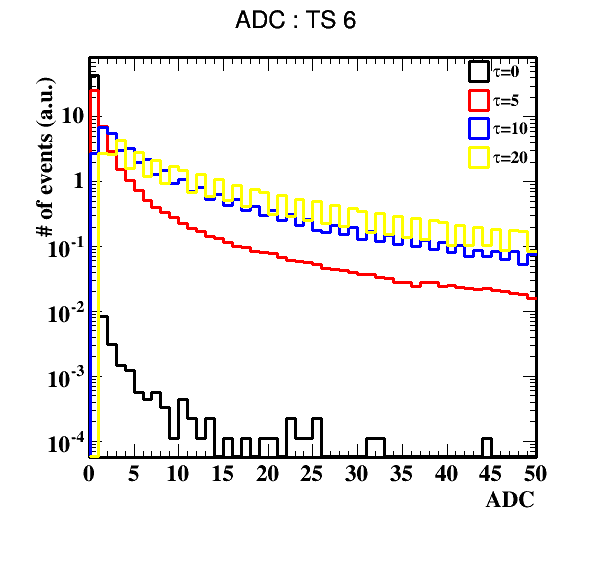 ADC : TS 6
# of events (a.u.)
τ=0
τ=5
τ=10
τ=20
10
1
10⁻¹
10⁻²
10⁻³
10⁻⁴
0 5 10 15 20 25 30 35 40 45 50
ADC